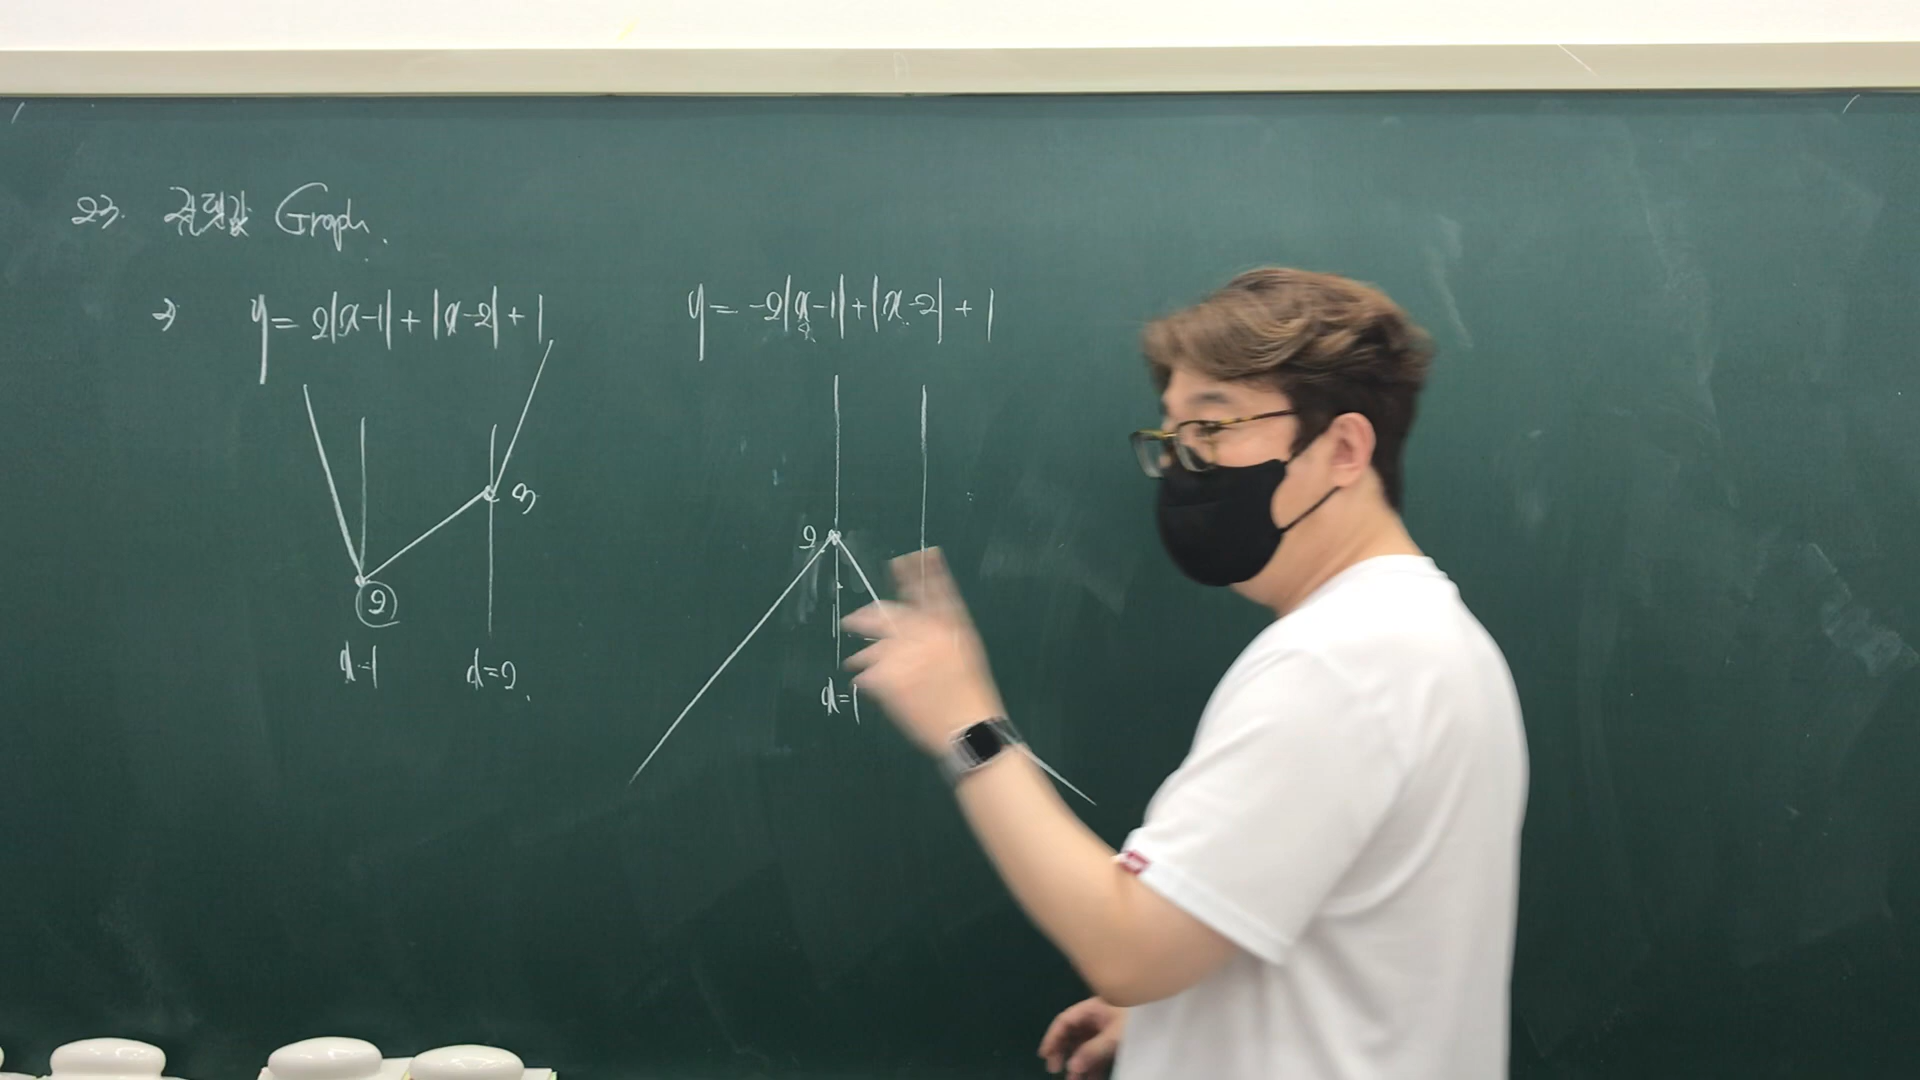 23. 절댓값 Graph.
⇒ y = 2|x-1| + |x-2| + 1
y = -2|x-1| + |x-2| + 1
3
2
2
x=1
x=2.
x=1